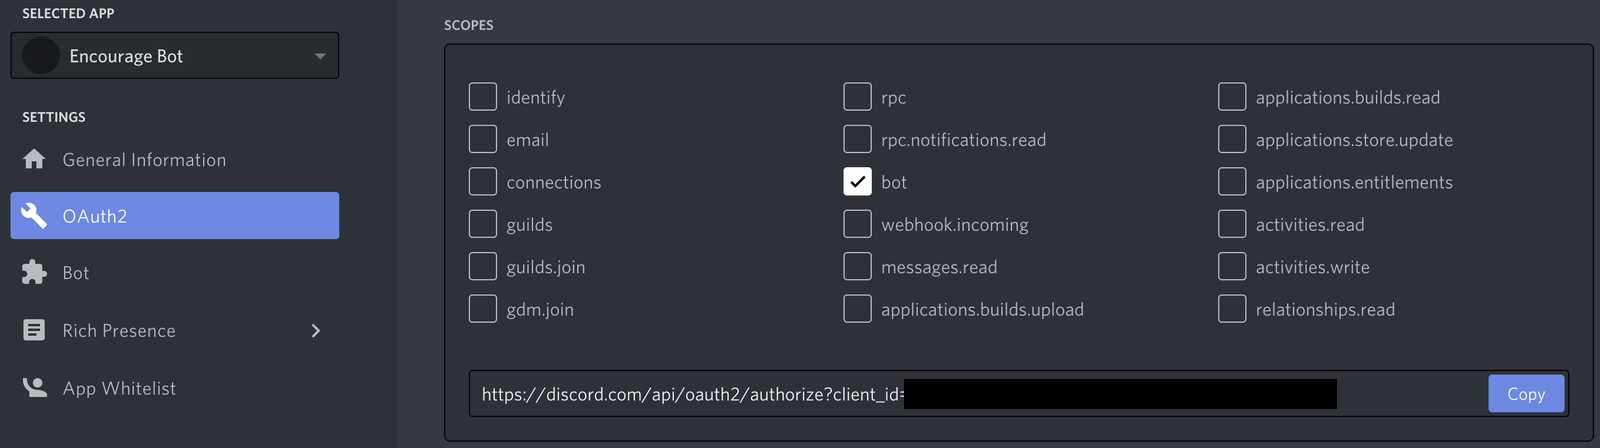 SELECTED APP
Encourage Bot
SETTINGS
General Information
OAuth2
Bot
Rich Presence
App Whitelist
SCOPES
identify
email
connections
guilds
guilds.join
gdm.join
rpc
rpc.notifications.read
bot
webhook.incoming
messages.read
applications.builds.upload
applications.builds.read
applications.store.update
applications.entitlements
activities.read
activities.write
relationships.read
https://discord.com/api/oauth2/authorize?client_id=
Copy